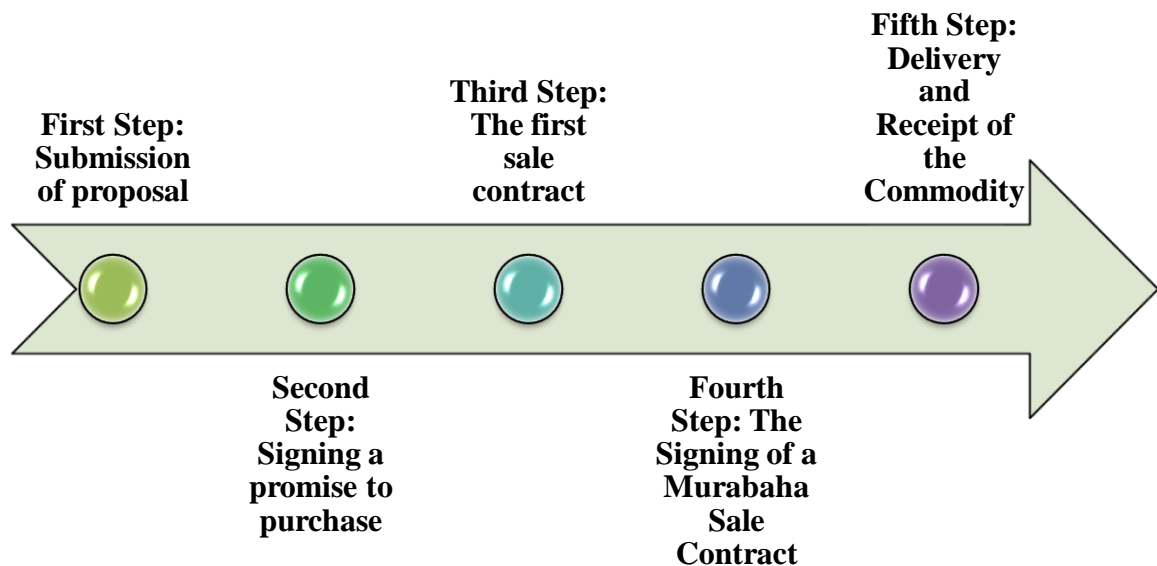 First Step:
Submission
of proposal
Second
Step:
Signing a
promise to
purchase
Third Step:
The first
sale
contract
Fourth
Step: The
Signing of a
Murabaha
Sale
Contract
Fifth Step:
Delivery
and
Receipt of
the
Commodity